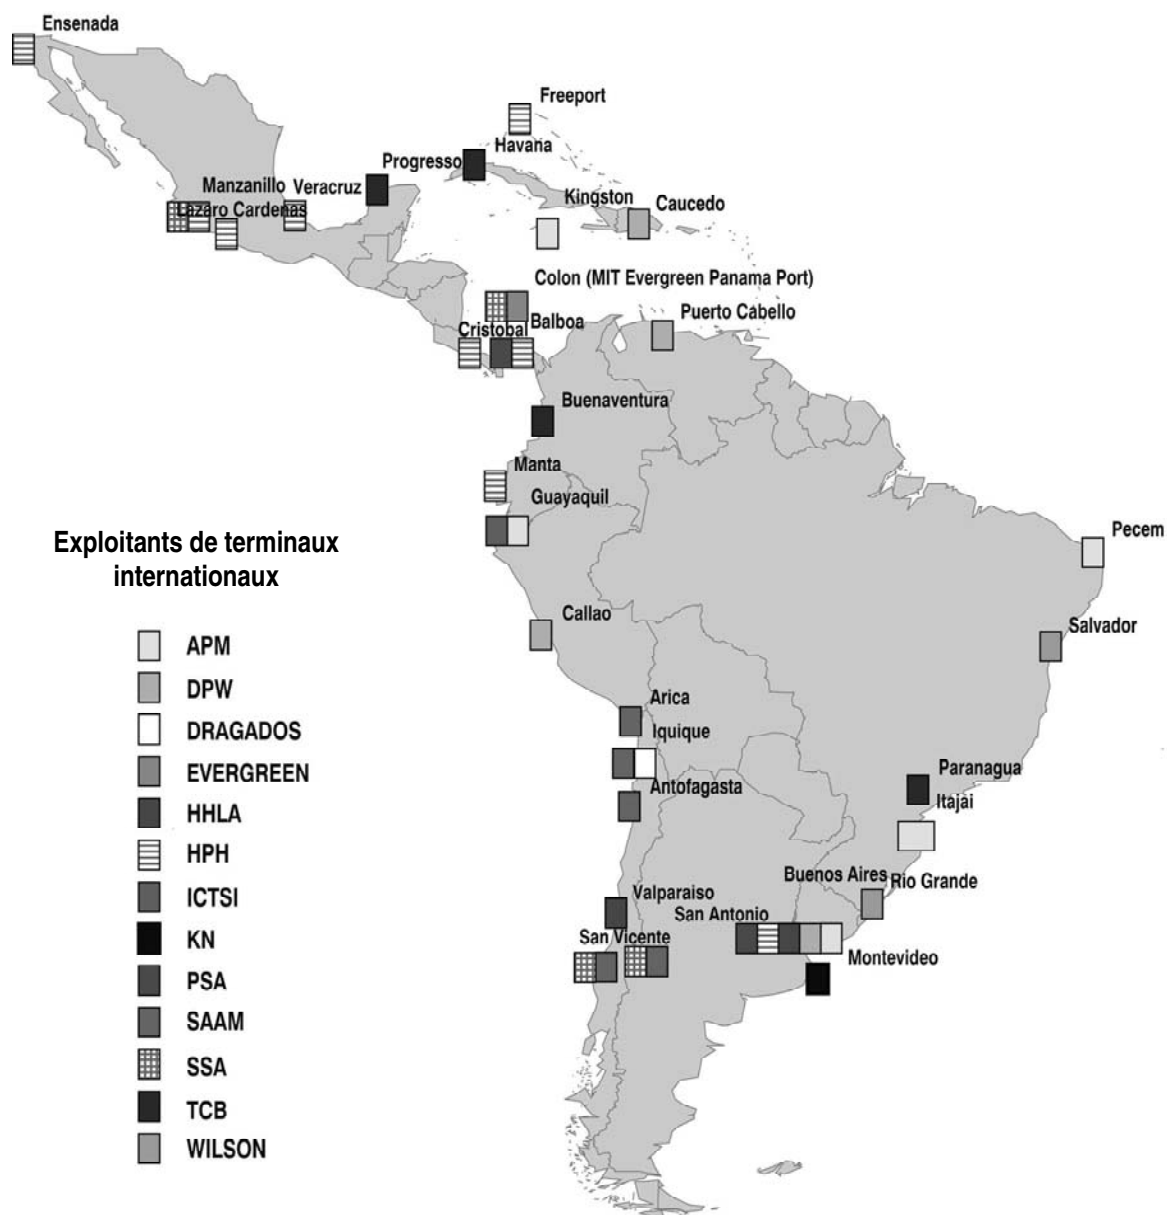 Ensenada
Freeport
Havana
Progresso
Manzanillo
Veracruz
Kingston
Caucedo
Lazaro Cardenas
Colon (MIT Evergreen Panama Port)
Puerto Cabello
Cristobal
Balboa
Buenaventura
Manta
Guayaquil
Exploitants de terminaux
internationaux
Pecem
Callao
Salvador
APM
DPW
DRAGADOS
EVERGREEN
HHLA
HPH
ICTSI
KN
PSA
SAAM
SSA
TCB
WILSON
Arica
Iquique
Antofagasta
Paranagua
Itajai
Buenos Aires
Rio Grande
Valparaiso
San Antonio
San Vicente
Montevideo